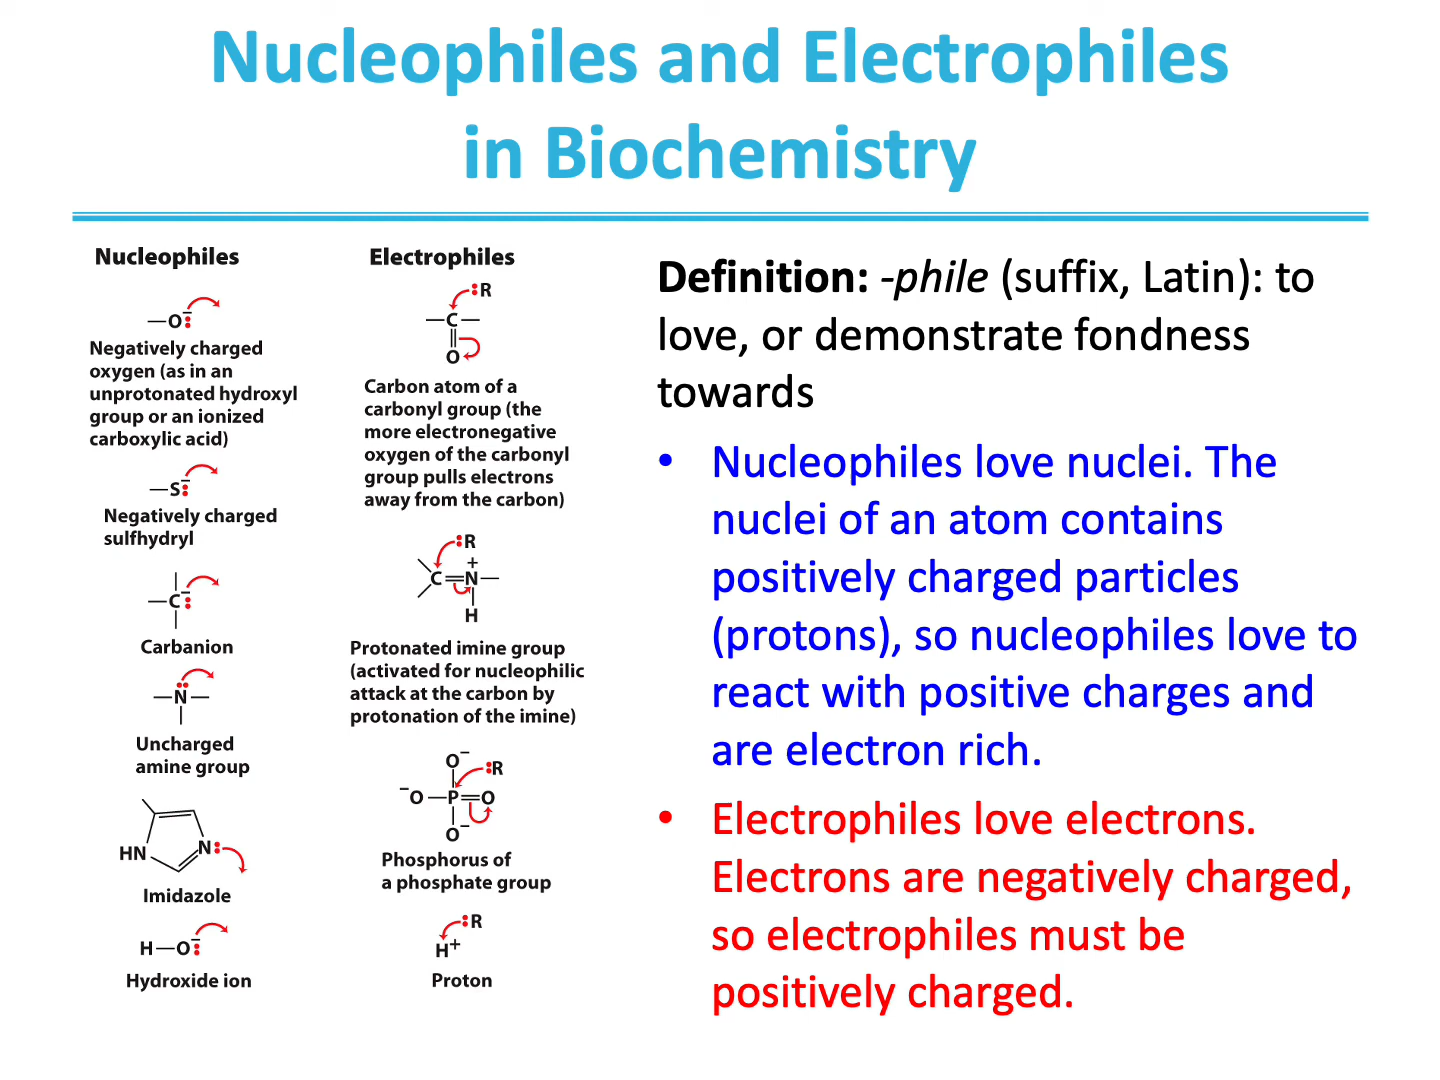 Nucleophiles and Electrophiles
in Biochemistry
Nucleophiles
—O:⁻
Negatively charged
oxygen (as in an
unprotonated hydroxyl
group or an ionized
carboxylic acid)
—S:⁻
Negatively charged
sulfhydryl
—C:⁻
Carbanion
—N—
Uncharged
amine group
HN N:
Imidazole
H—O:⁻
Hydroxide ion
Electrophiles
:R
—C—
O
Carbon atom of a
carbonyl group (the
more electronegative
oxygen of the carbonyl
group pulls electrons
away from the carbon)
:R
+
C=N—
H
Protonated imine group
(activated for nucleophilic
attack at the carbon by
protonation of the imine)
O⁻ :R
⁻O—P=O
O⁻
Phosphorus of
a phosphate group
:R
H⁺
Proton
Definition: -phile (suffix, Latin): to
love, or demonstrate fondness
towards
• Nucleophiles love nuclei. The
nuclei of an atom contains
positively charged particles
(protons), so nucleophiles love to
react with positive charges and
are electron rich.
• Electrophiles love electrons.
Electrons are negatively charged,
so electrophiles must be
positively charged.